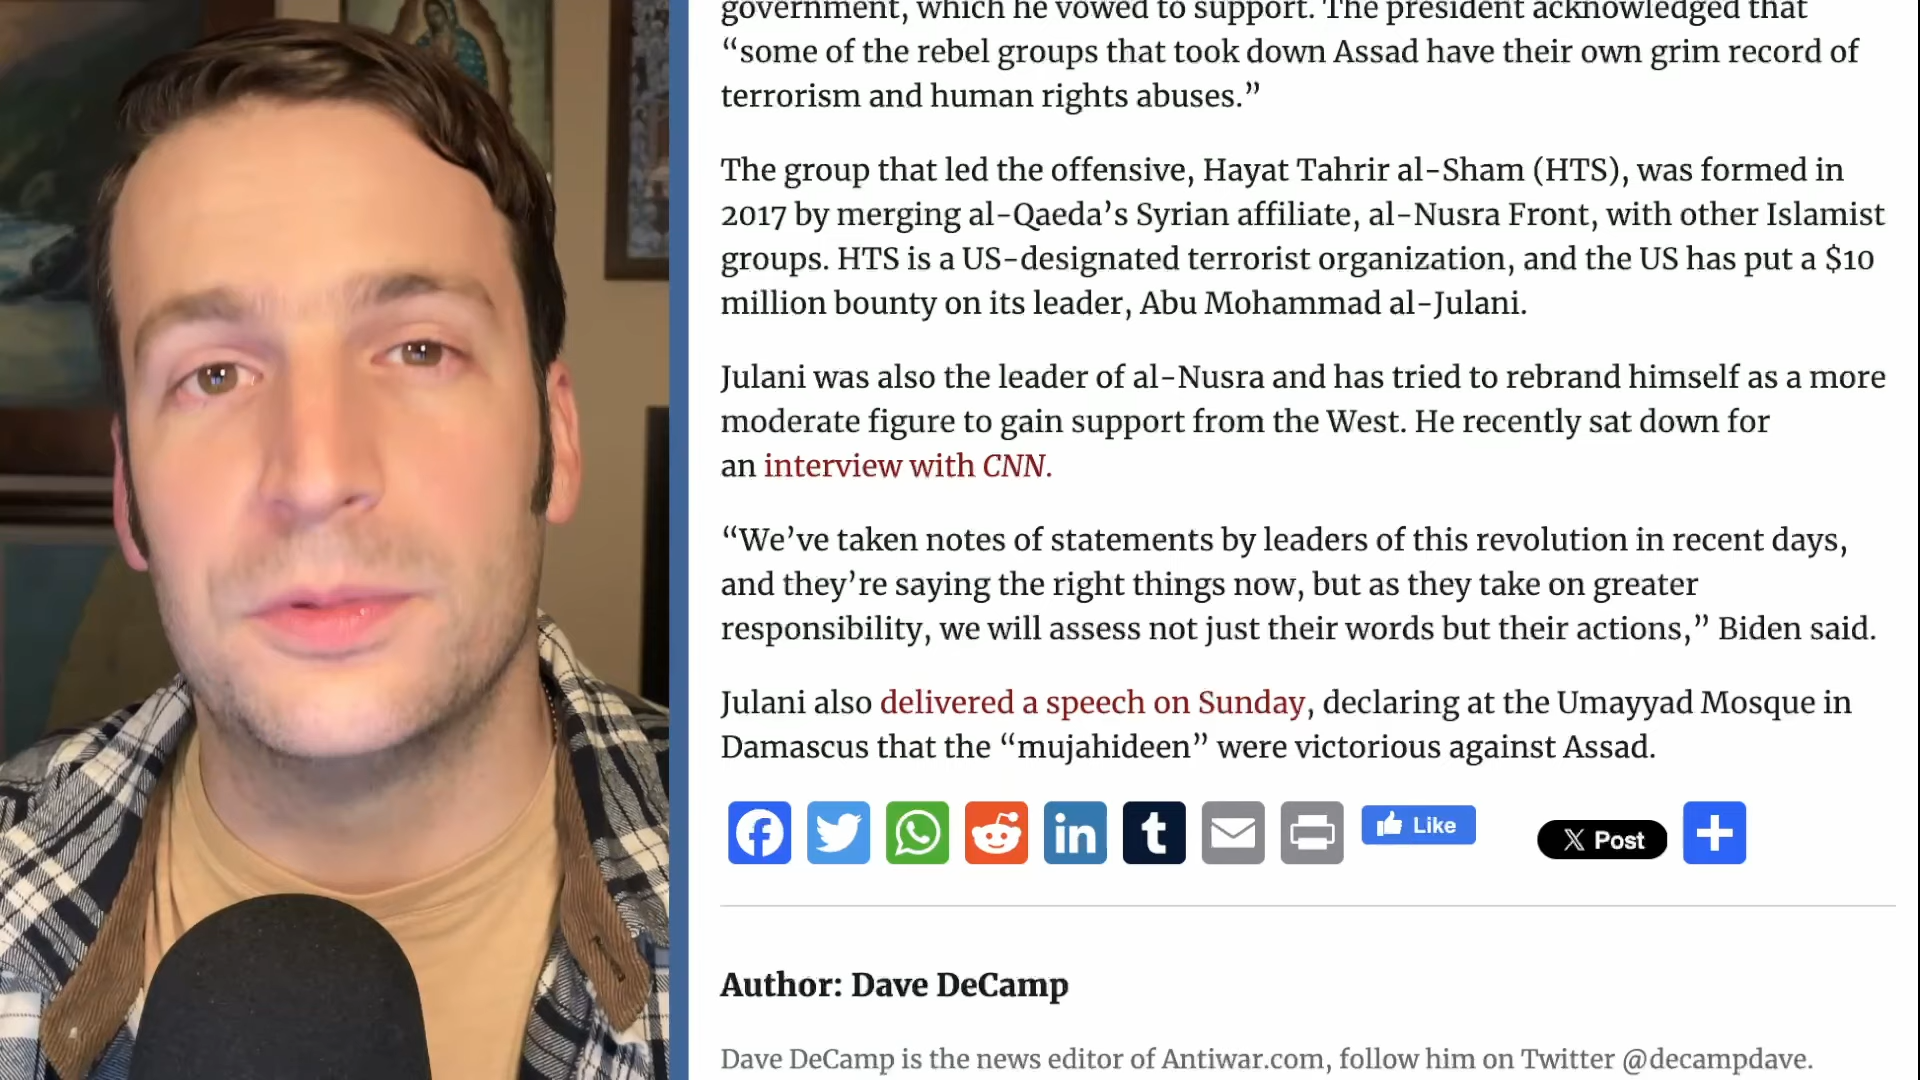 government, which he vowed to support. The president acknowledged that
“some of the rebel groups that took down Assad have their own grim record of
terrorism and human rights abuses.”
The group that led the offensive, Hayat Tahrir al-Sham (HTS), was formed in
2017 by merging al-Qaeda’s Syrian affiliate, al-Nusra Front, with other Islamist
groups. HTS is a US-designated terrorist organization, and the US has put a $10
million bounty on its leader, Abu Mohammad al-Julani.
Julani was also the leader of al-Nusra and has tried to rebrand himself as a more
moderate figure to gain support from the West. He recently sat down for
an interview with CNN.
“We’ve taken notes of statements by leaders of this revolution in recent days,
and they’re saying the right things now, but as they take on greater
responsibility, we will assess not just their words but their actions,” Biden said.
Julani also delivered a speech on Sunday, declaring at the Umayyad Mosque in
Damascus that the “mujahideen” were victorious against Assad.
in t Like X Post
Author: Dave DeCamp
Dave DeCamp is the news editor of Antiwar.com, follow him on Twitter @decampdave.